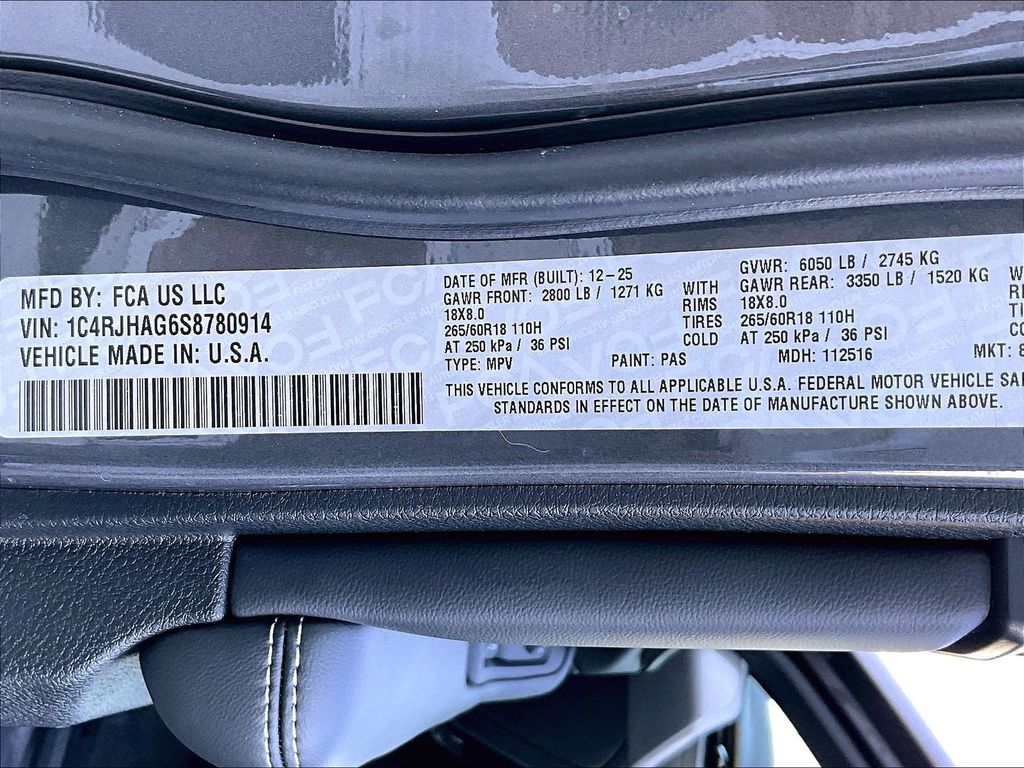 MFD BY: FCA US LLC
VIN: 1C4RJHAG6S8780914
VEHICLE MADE IN: U.S.A.
DATE OF MFR (BUILT): 12-25
GVWR: 6050 LB / 2745 KG
GAWR FRONT: 2800 LB / 1271 KG WITH GAWR REAR: 3350 LB / 1520 KG
18X8.0 RIMS 18X8.0
265/60R18 110H TIRES 265/60R18 110H
AT 250 kPa / 36 PSI COLD AT 250 kPa / 36 PSI
TYPE: MPV PAINT: PAS MDH: 112516 MKT:
THIS VEHICLE CONFORMS TO ALL APPLICABLE U.S.A. FEDERAL MOTOR VEHICLE
STANDARDS IN EFFECT ON THE DATE OF MANUFACTURE SHOWN ABOVE.